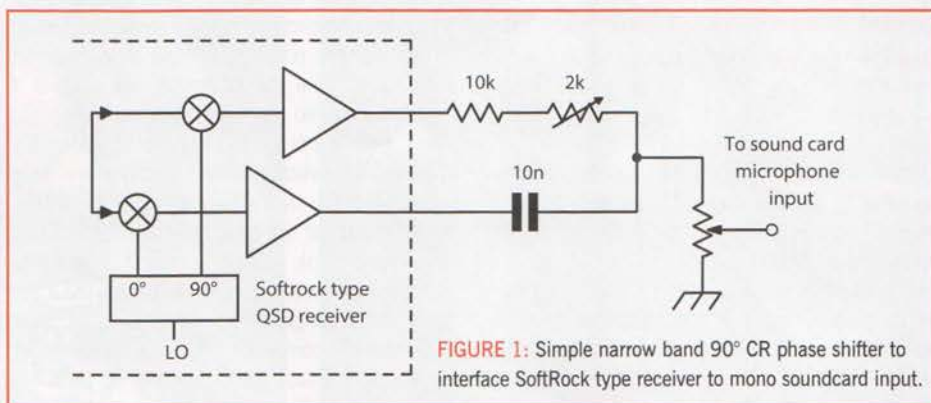 10k
2k
To sound card
microphone
input
10n
0°
90°
Softrock type
QSD receiver
LO
FIGURE 1: Simple narrow band 90° CR phase shifter to
interface SoftRock type receiver to mono soundcard input.